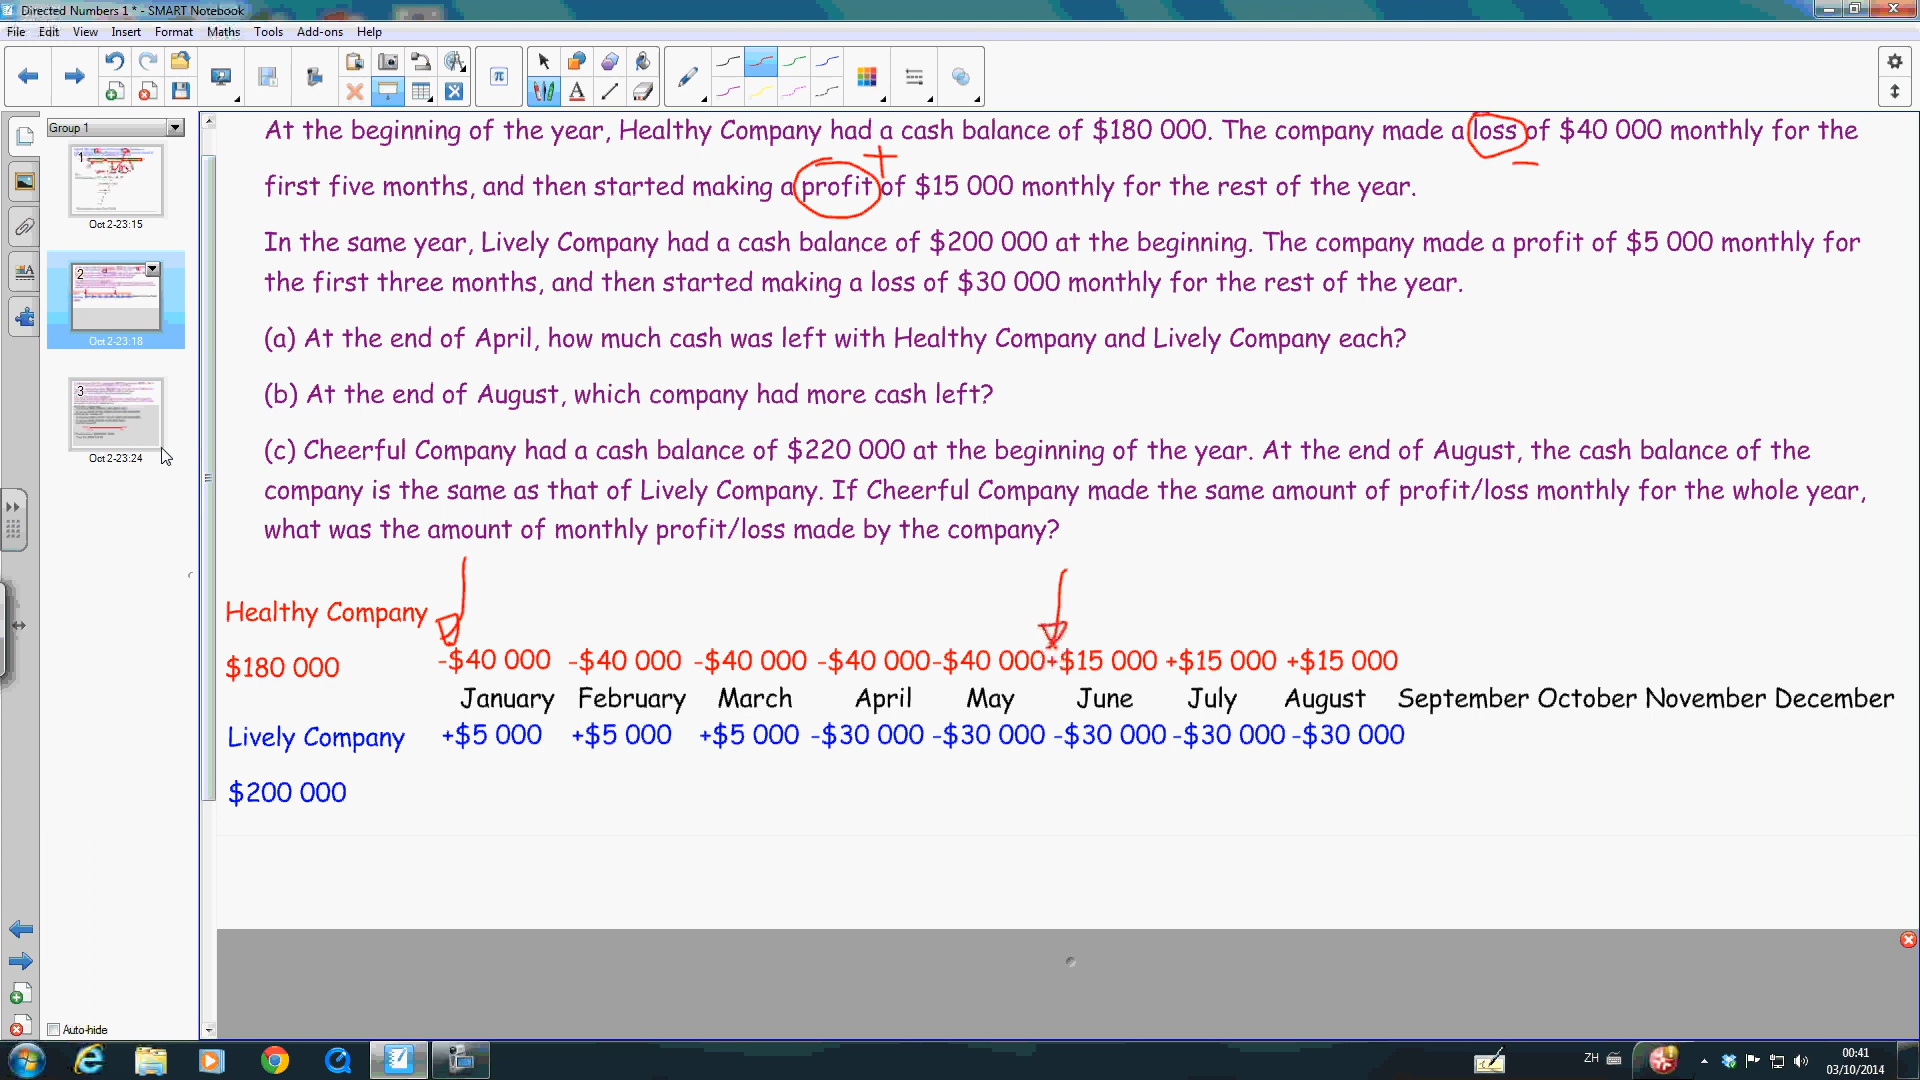 Directed Numbers 1 * - SMART Notebook
File Edit View Insert Format Maths Tools Add-ons Help
Group 1
1
Oct 2-23:15
2
Oct 2-23:18
3
Oct 2-23:24
Auto-hide
At the beginning of the year, Healthy Company had a cash balance of $180 000. The company made a loss of $40 000 monthly for the
first five months, and then started making a profit of $15 000 monthly for the rest of the year.
In the same year, Lively Company had a cash balance of $200 000 at the beginning. The company made a profit of $5 000 monthly for
the first three months, and then started making a loss of $30 000 monthly for the rest of the year.
(a) At the end of April, how much cash was left with Healthy Company and Lively Company each?
(b) At the end of August, which company had more cash left?
(c) Cheerful Company had a cash balance of $220 000 at the beginning of the year. At the end of August, the cash balance of the
company is the same as that of Lively Company. If Cheerful Company made the same amount of profit/loss monthly for the whole year,
what was the amount of monthly profit/loss made by the company?
Healthy Company
$180 000 -$40 000 -$40 000 -$40 000 -$40 000 -$40 000 +$15 000 +$15 000 +$15 000
January February March April May June July August September October November December
Lively Company +$5 000 +$5 000 +$5 000 -$30 000 -$30 000 -$30 000 -$30 000 -$30 000
$200 000
ZH
00:41
03/10/2014